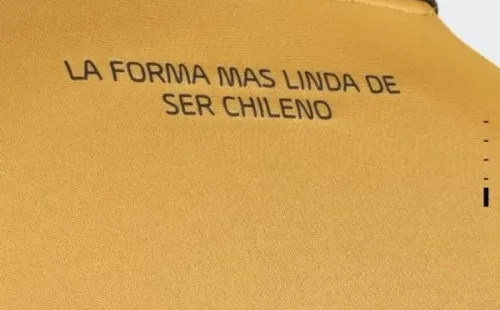 LA FORMA MAS LINDA DE
SER CHILENO